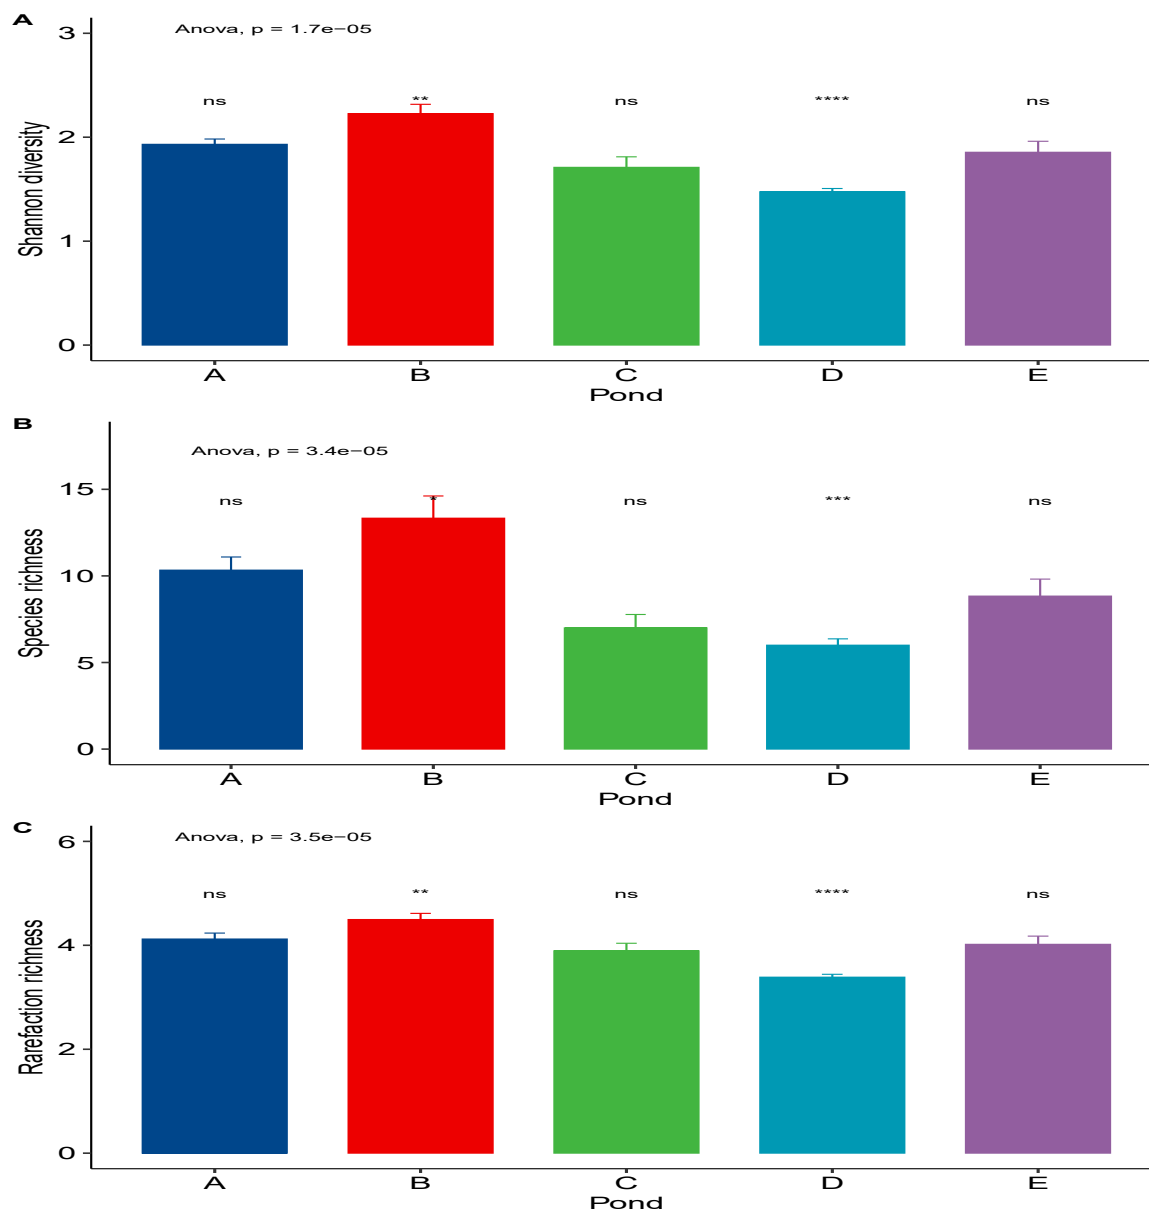 A
Anova, p = 1.7e−05
3
2
1
0
Shannon diversity
ns
**
ns
****
ns
A B C D E
Pond
B
Anova, p = 3.4e−05
15
10
5
0
Species richness
ns
*
ns
***
ns
A B C D E
Pond
C
Anova, p = 3.5e−05
6
4
2
0
Rarefaction richness
ns
**
ns
****
ns
A B C D E
Pond